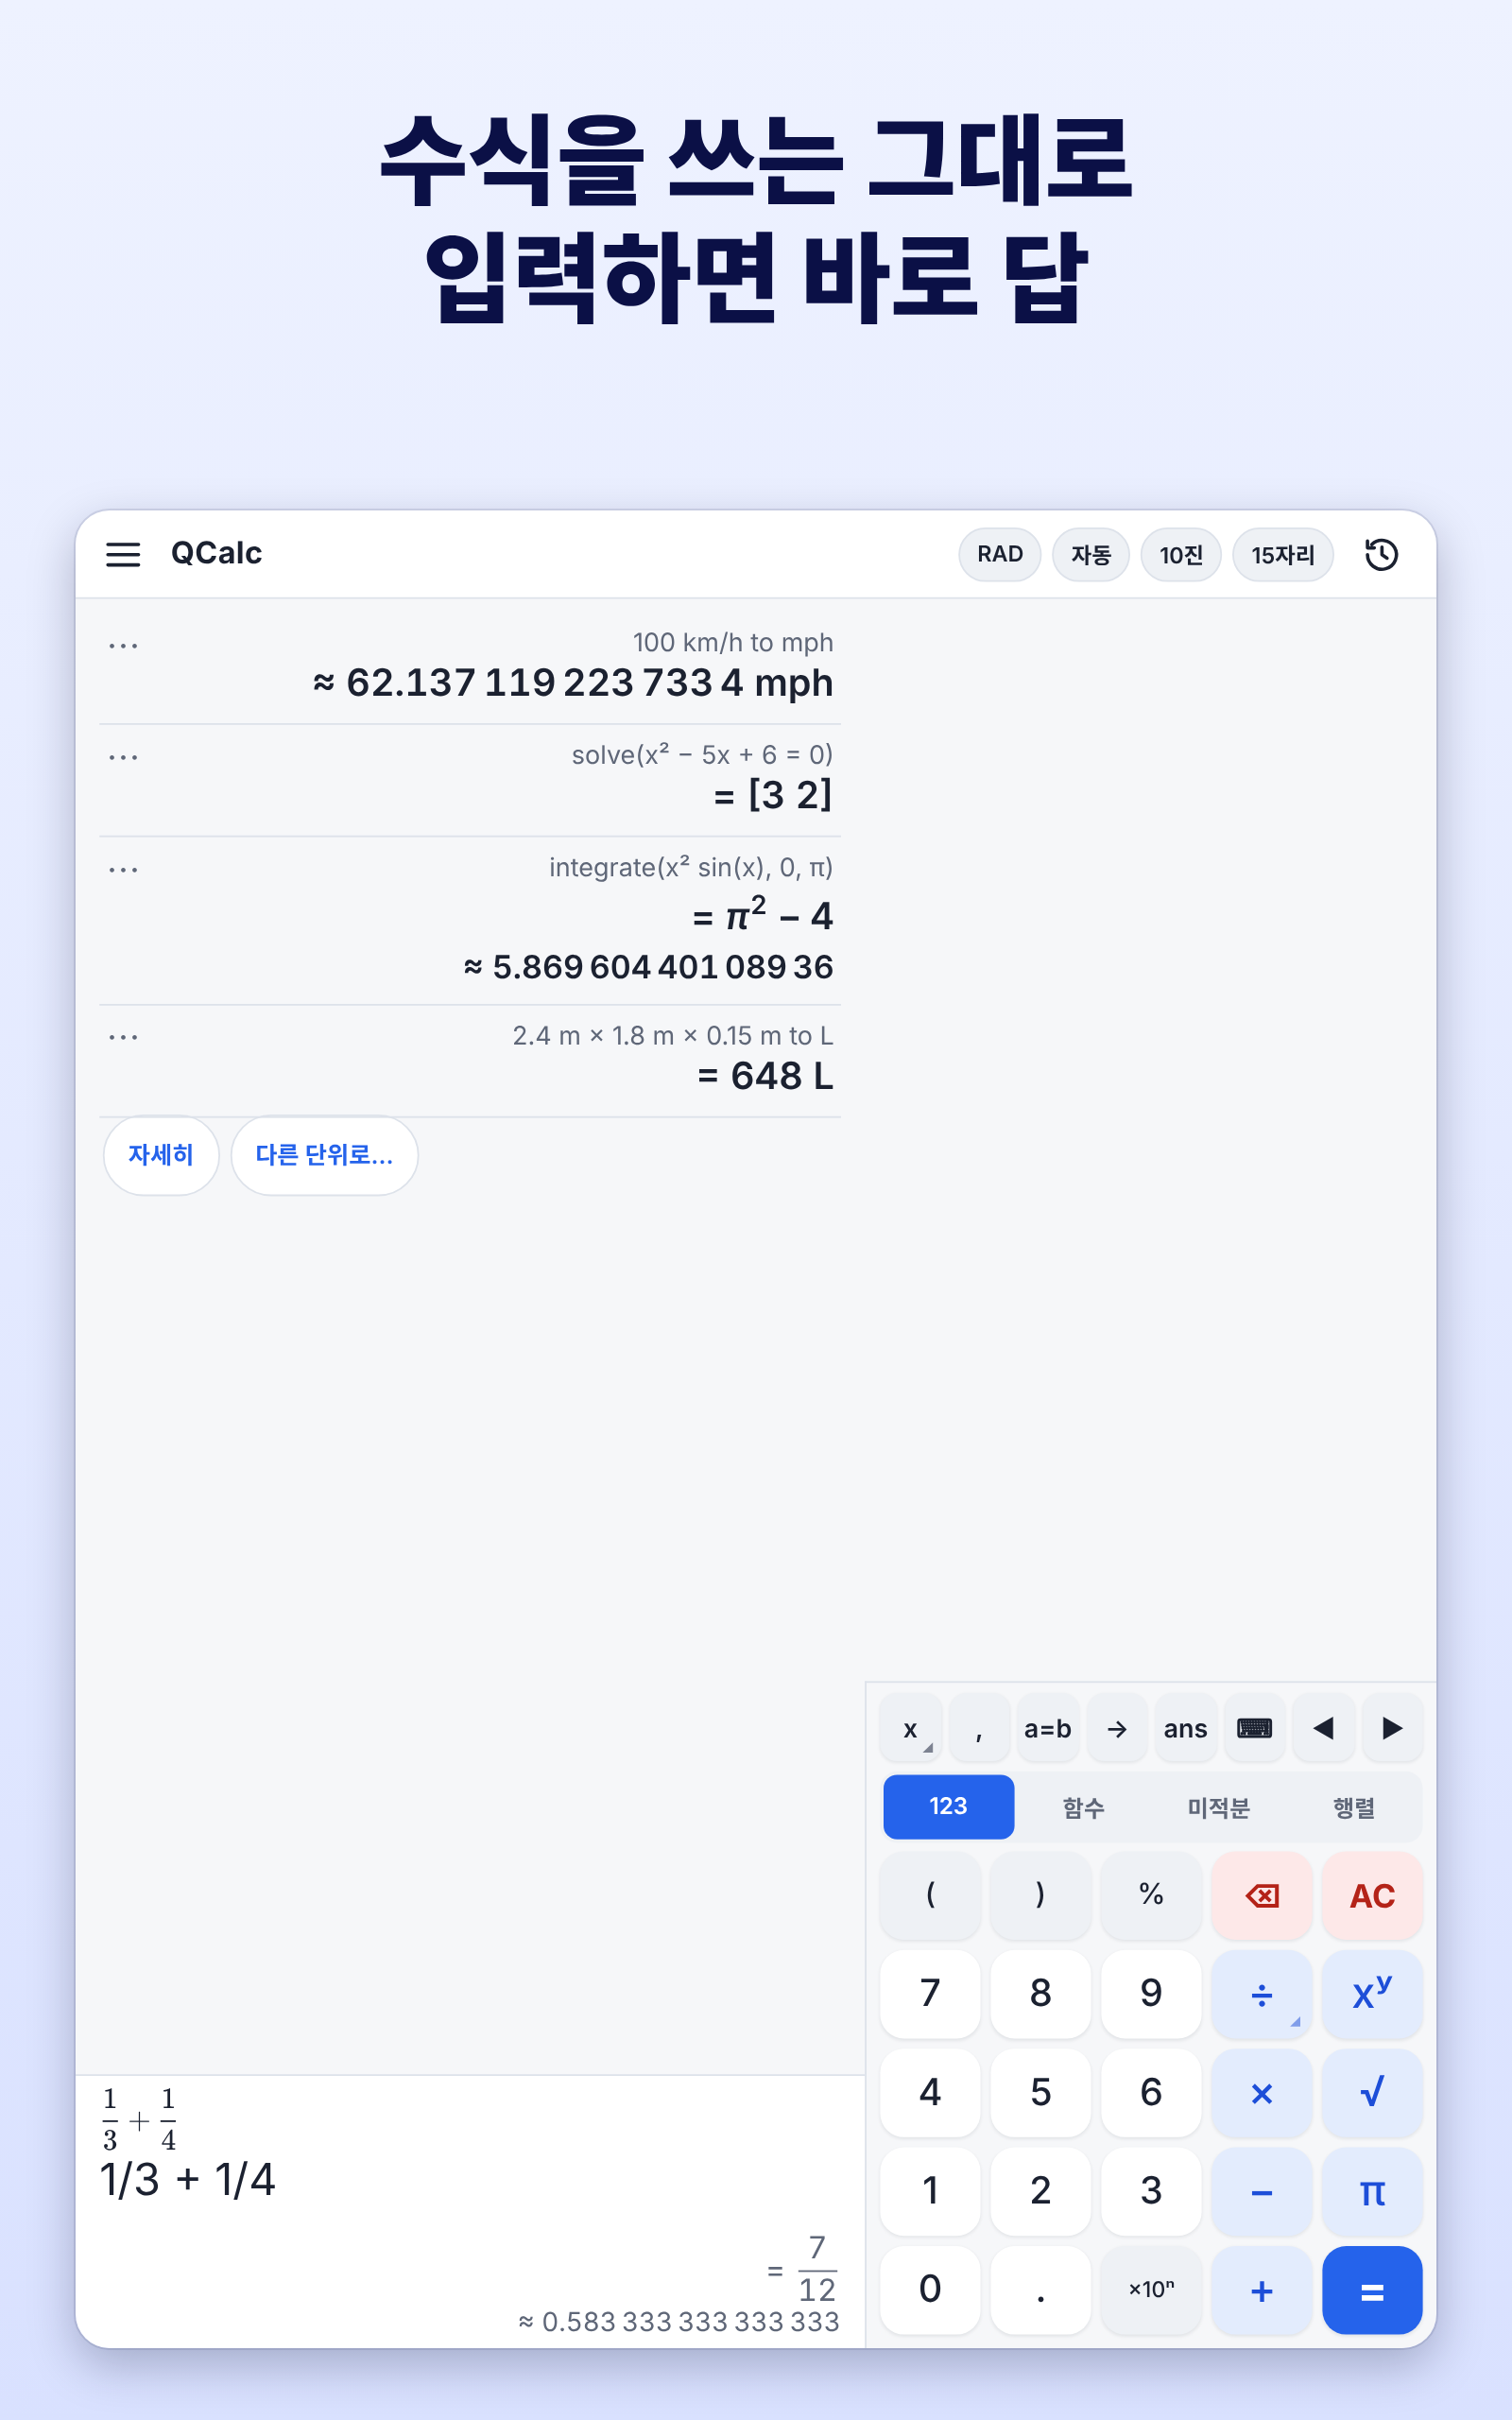 수식을 쓰는 그대로
입력하면 바로 답
QCalc
RAD 자동 10진 15자리
... 100 km/h to mph
≈ 62.137 119 223 733 4 mph
... solve(x² − 5x + 6 = 0)
= [3 2]
... integrate(x² sin(x), 0, π)
= π² − 4
≈ 5.869 604 401 089 36
... 2.4 m × 1.8 m × 0.15 m to L
= 648 L
자세히 다른 단위로...
1/3 + 1/4
1/3 + 1/4
= 7/12
≈ 0.583 333 333 333 333
x , a=b → ans ⌨ ◀ ▶
123 함수 미적분 행렬
( ) % ⌫ AC
7 8 9 ÷ xʸ
4 5 6 × √
1 2 3 − π
0 . ×10ⁿ + =